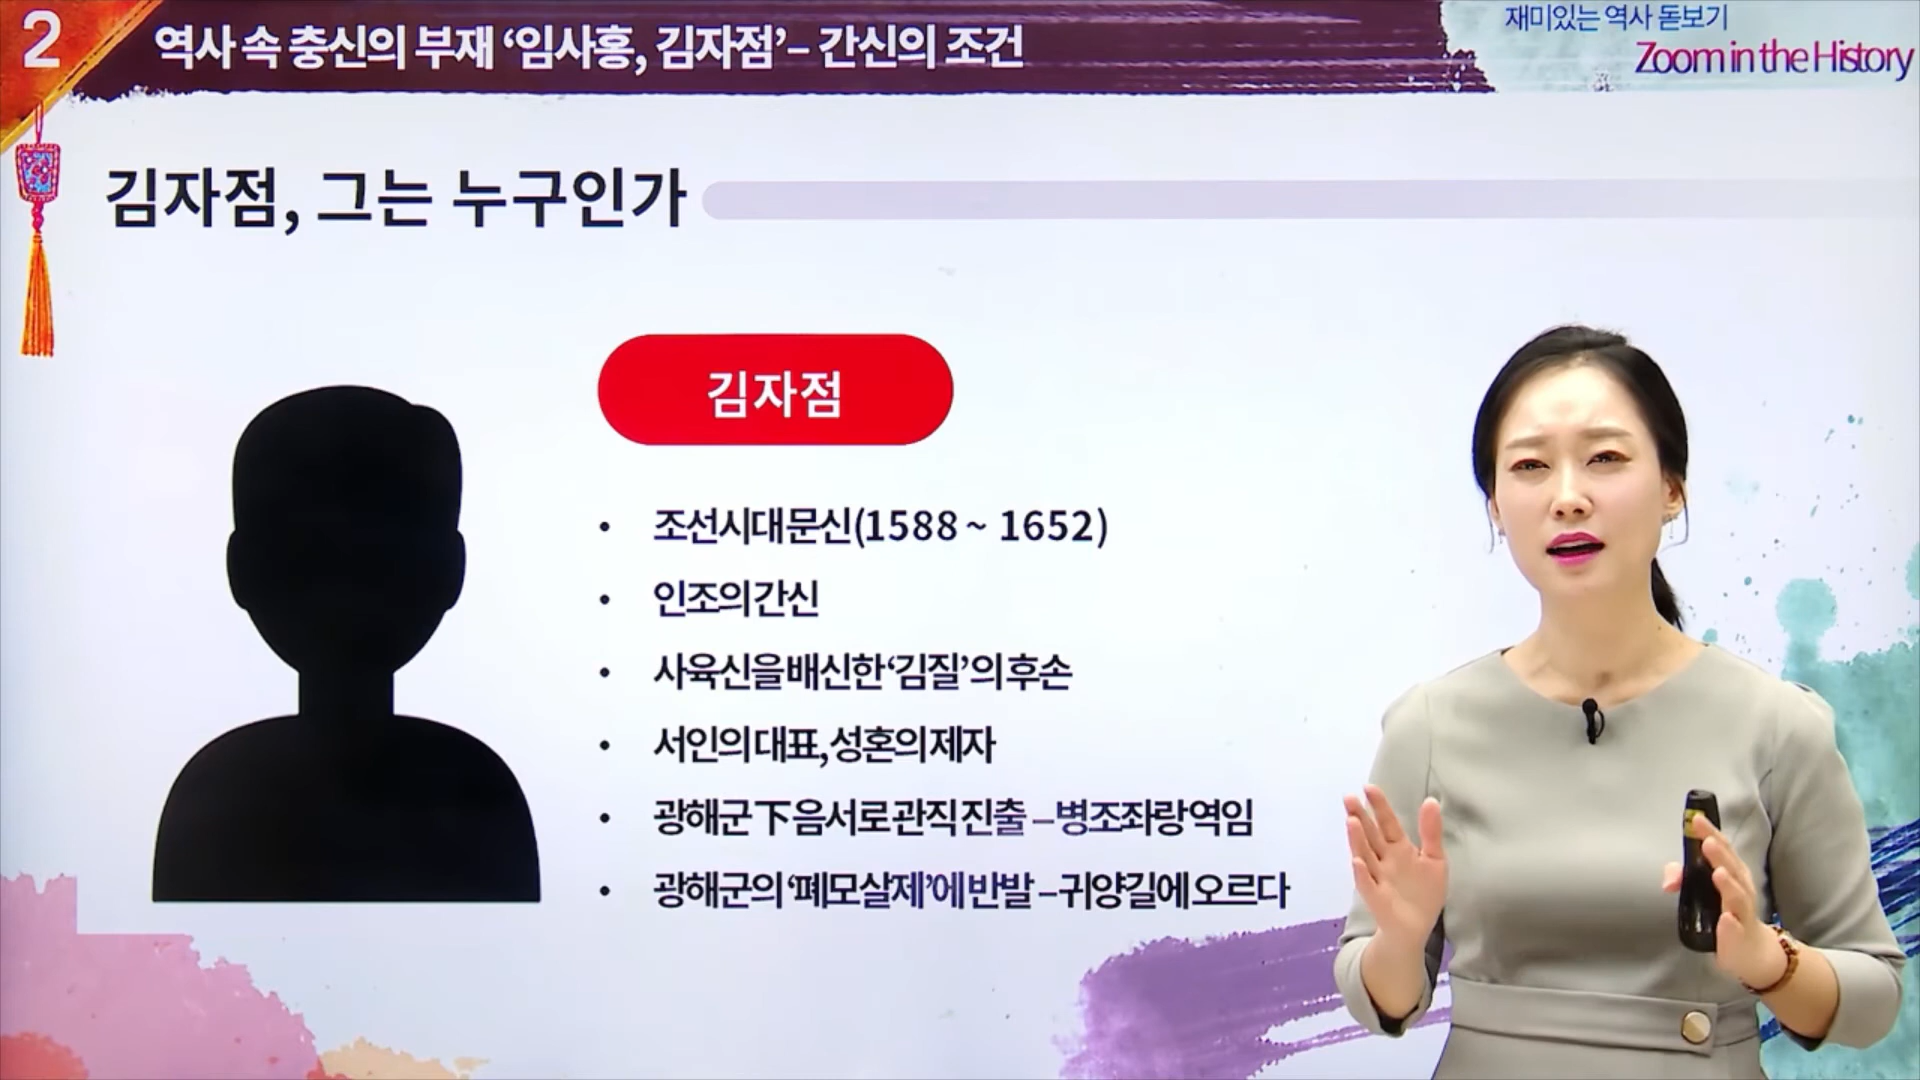 2
역사 속 충신의 부재 ‘임사홍, 김자점’ – 간신의 조건
재미있는 역사 돋보기
Zoom in the History
김자점, 그는 누구인가
김자점
• 조선시대 문신(1588 ~ 1652)
• 인조의 간신
• 사육신을 배신한 ‘김질’의 후손
• 서인의 대표, 성혼의 제자
• 광해군 下 음서로 관직 진출 – 병조좌랑 역임
• 광해군의 ‘폐모살제’에 반발 – 귀양길에 오르다